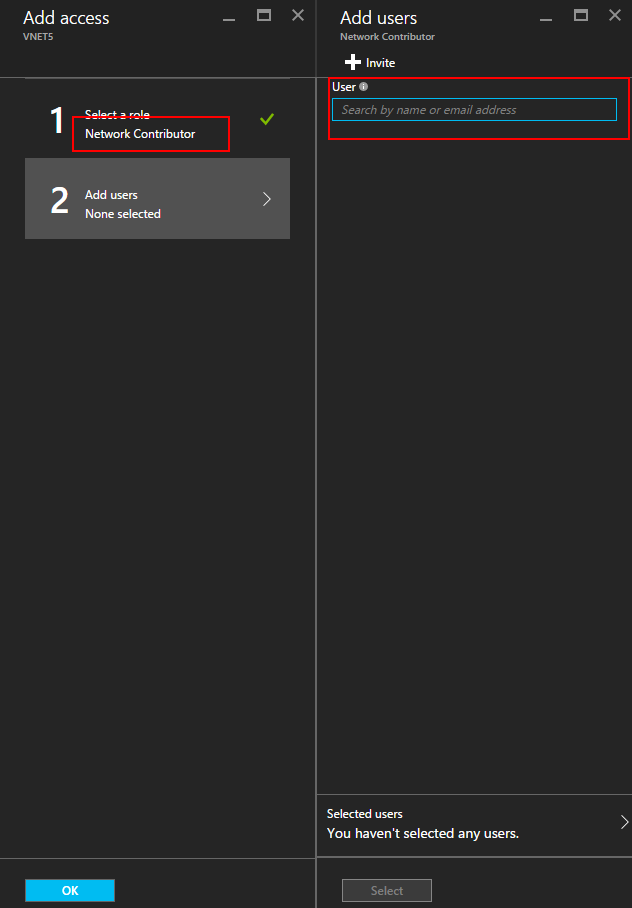 Add access
VNET5
1
Select a role
Network Contributor
2
Add users
None selected
OK
Add users
Network Contributor
Invite
User
Search by name or email address
Selected users
You haven't selected any users.
Select